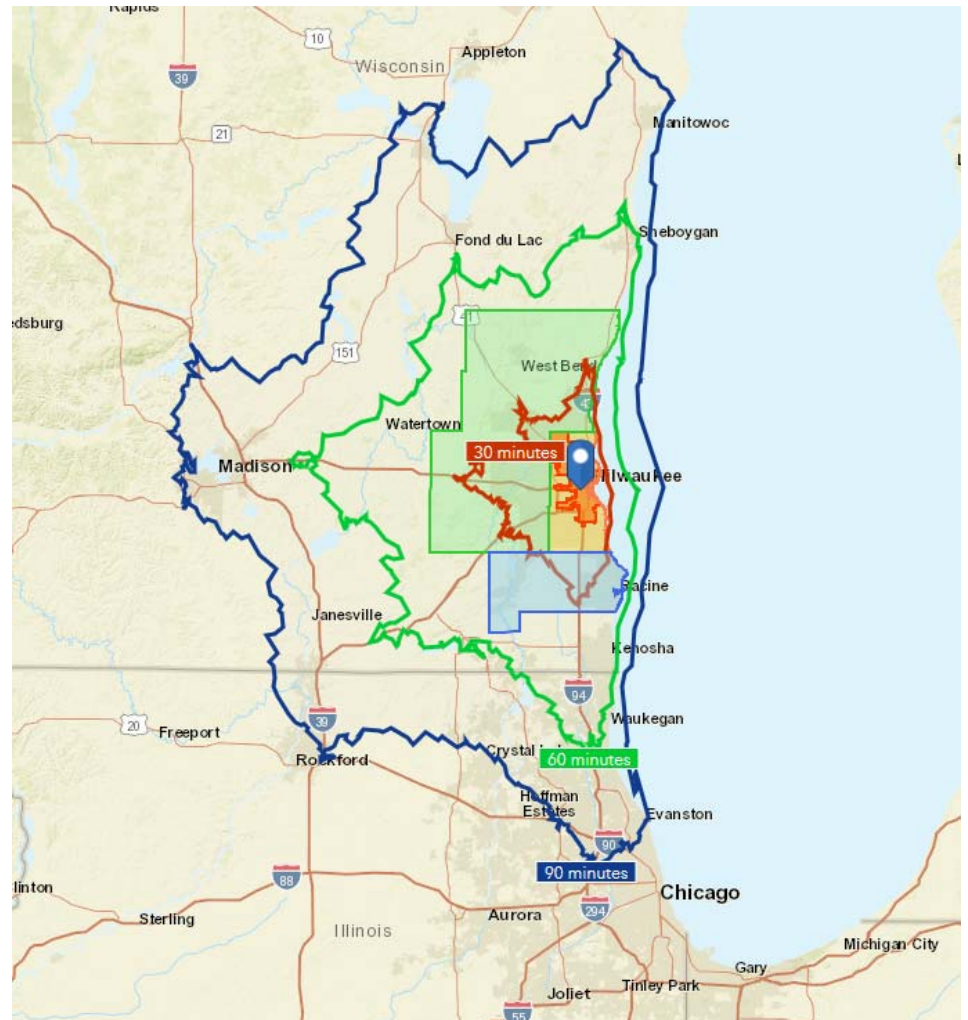 Rapids
10
Appleton
Wisconsin
39
21
Manitowoc
Fond du Lac
Sheboygan
41
edsburg
151
West Bend
43
Watertown
30 minutes
Madison
Milwaukee
Racine
Janesville
Kenosha
94
20
Freeport
39
Waukegan
Rockford
Crystal
60 minutes
Hoffman
Estates
Evanston
90
90 minutes
88
linton
Chicago
Aurora
294
Sterling
Illinois
Michigan City
Gary
Tinley Park
Joliet
55